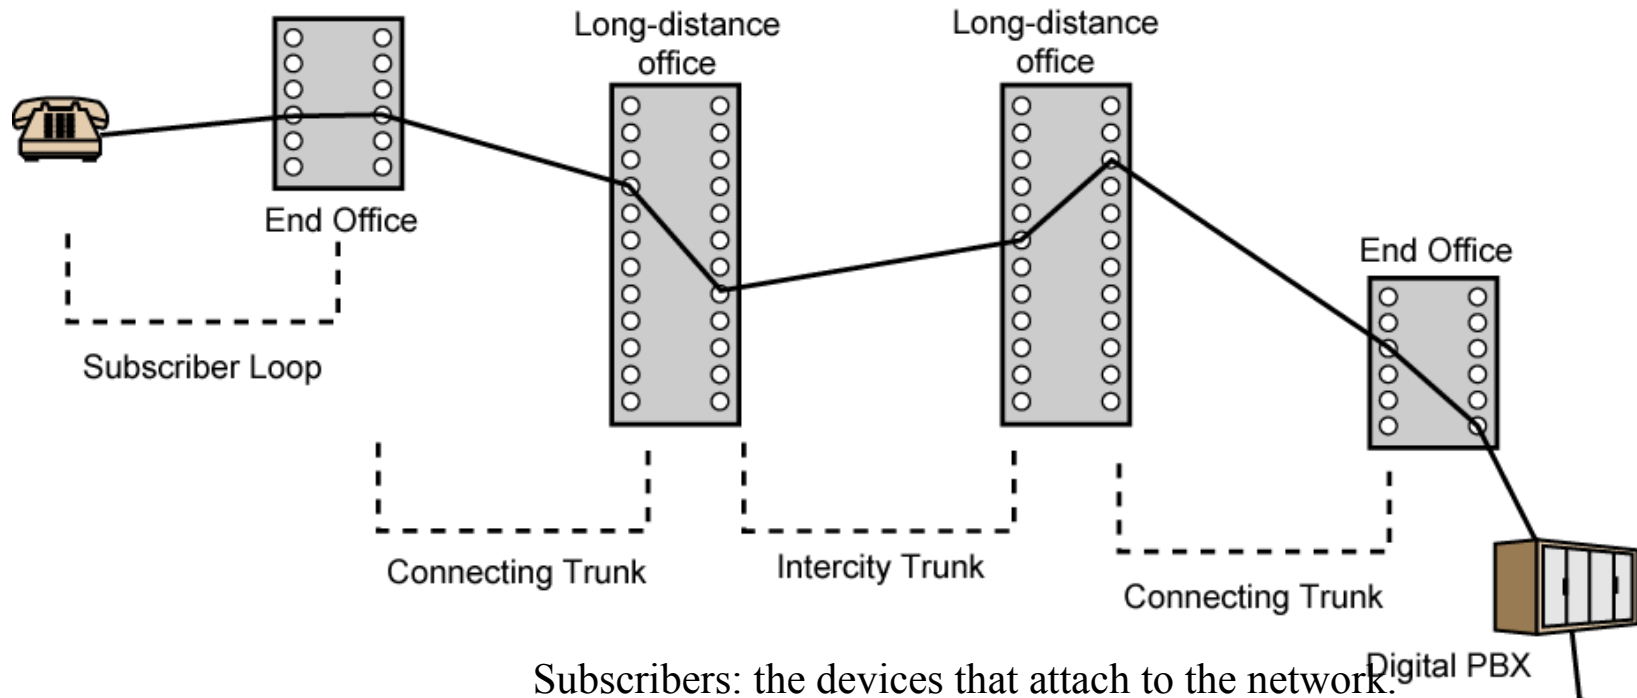 Long-distance
office
Long-distance
office
End Office
End Office
Subscriber Loop
Connecting Trunk
Intercity Trunk
Connecting Trunk
Digital PBX
Subscribers: the devices that attach to the network.